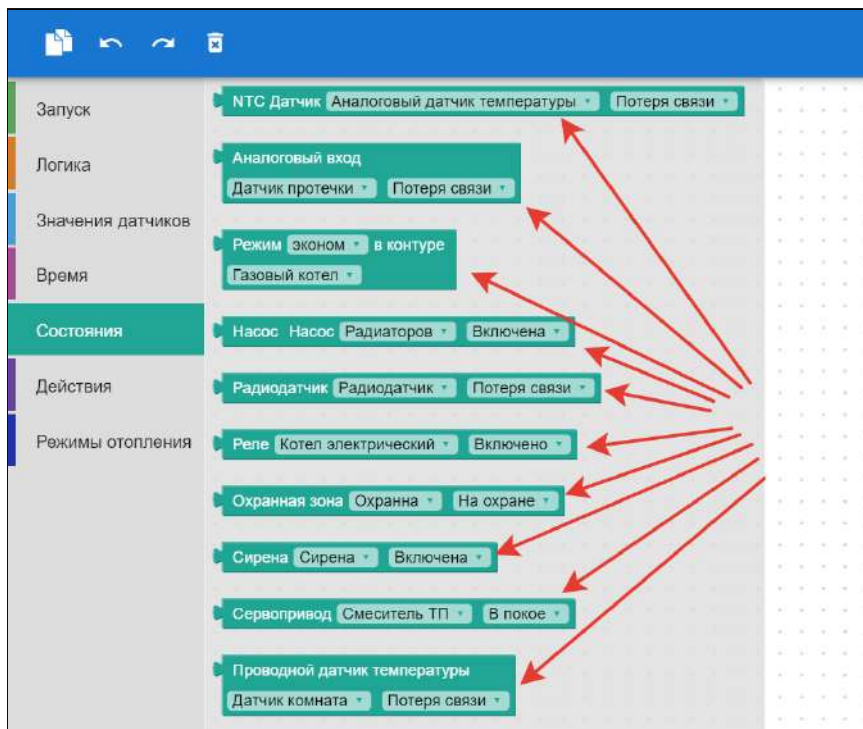 Запуск
Логика
Значения датчиков
Время
Состояния
Действия
Режимы отопления
NTC Датчик Аналоговый датчик температуры Потеря связи
Аналоговый вход
Датчик протечки Потеря связи
Режим эконом в контуре
Газовый котел
Насос Насос Радиаторов Включена
Радиодатчик Радиодатчик Потеря связи
Реле Котел электрический Включено
Охранная зона Охранна На охране
Сирена Сирена Включена
Сервопривод Смеситель ТП В покое
Проводной датчик температуры
Датчик комната Потеря связи